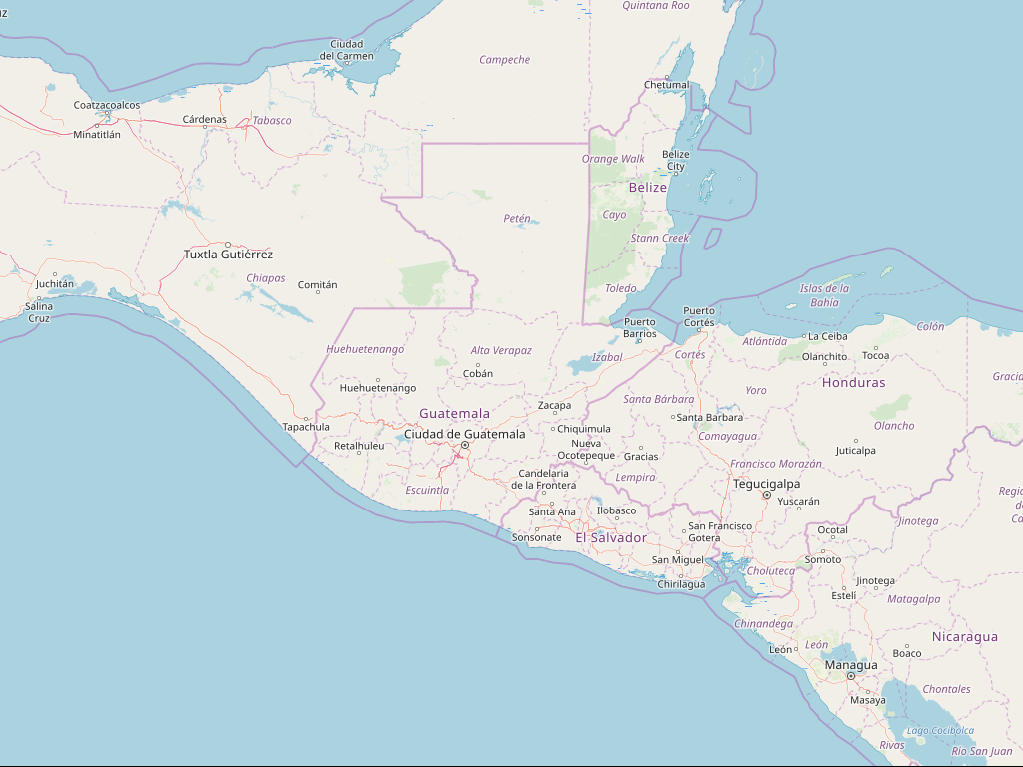 Quintana Roo
Ciudad
del Carmen
Campeche
Chetumal
Coatzacoalcos
Cárdenas
Tabasco
Minatitlán
Orange Walk
Belize
City
Belize
Petén
Cayo
Stann Creek
Tuxtla Gutiérrez
Chiapas
Comitán
Juchitán
Salina
Cruz
Toledo
Islas de la
Bahía
Puerto
Cortés
Puerto
Barrios
Colón
La Ceiba
Atlántida
Huehuetenango
Alta Verapaz
Izabal
Cortés
Olanchito
Tocoa
Cobán
Huehuetenango
Yoro
Honduras
Santa Bárbara
Zacapa
Guatemala
Santa Barbara
Olancho
Tapachula
Ciudad de Guatemala
Chiquimula
Comayagua
Retalhuleu
Nueva
Ocotepeque
Gracias
Juticalpa
Francisco Morazán
Candelaria
de la Frontera
Lempira
Tegucigalpa
Escuintla
Yuscarán
Santa Ana
Ilobasco
Jinotega
San Francisco
Gotera
Ocotal
Sonsonate
El Salvador
San Miguel
Somoto
Choluteca
Chirilagua
Jinotega
Estelí
Matagalpa
Chinandega
Nicaragua
León
León
Boaco
Managua
Chontales
Masaya
Lago Cocibolca
Rivas
Rio San Juan